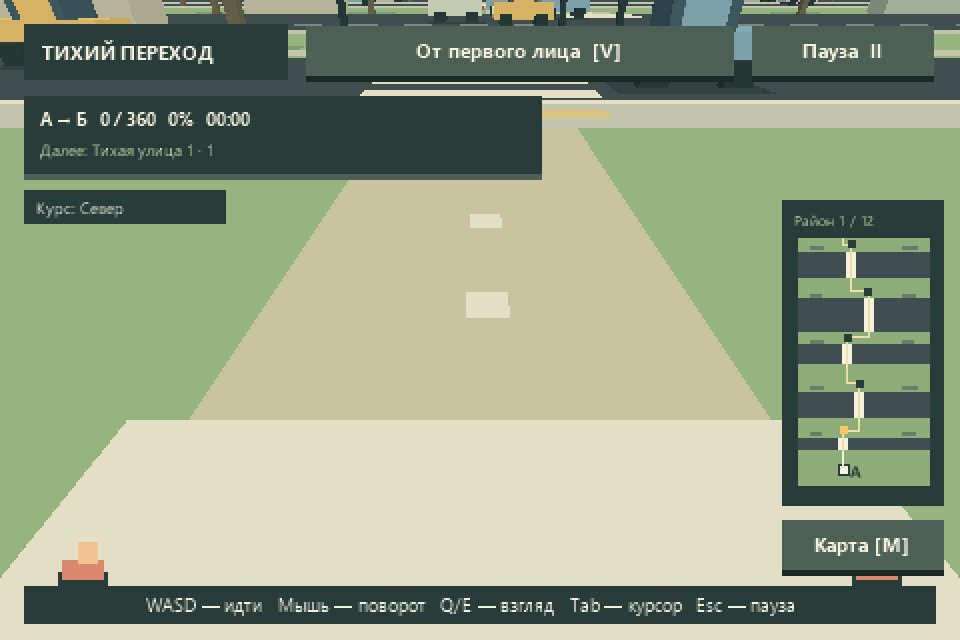 ТИХИЙ ПЕРЕХОД
От первого лица [V]
Пауза II
А — Б 0 / 360 0% 00:00
Далее: Тихая улица 1 · 1
Курс: Север
Район 1 / 12
А
Карта [M]
WASD — идти Мышь — поворот Q/E — взгляд Tab — курсор Esc — пауза